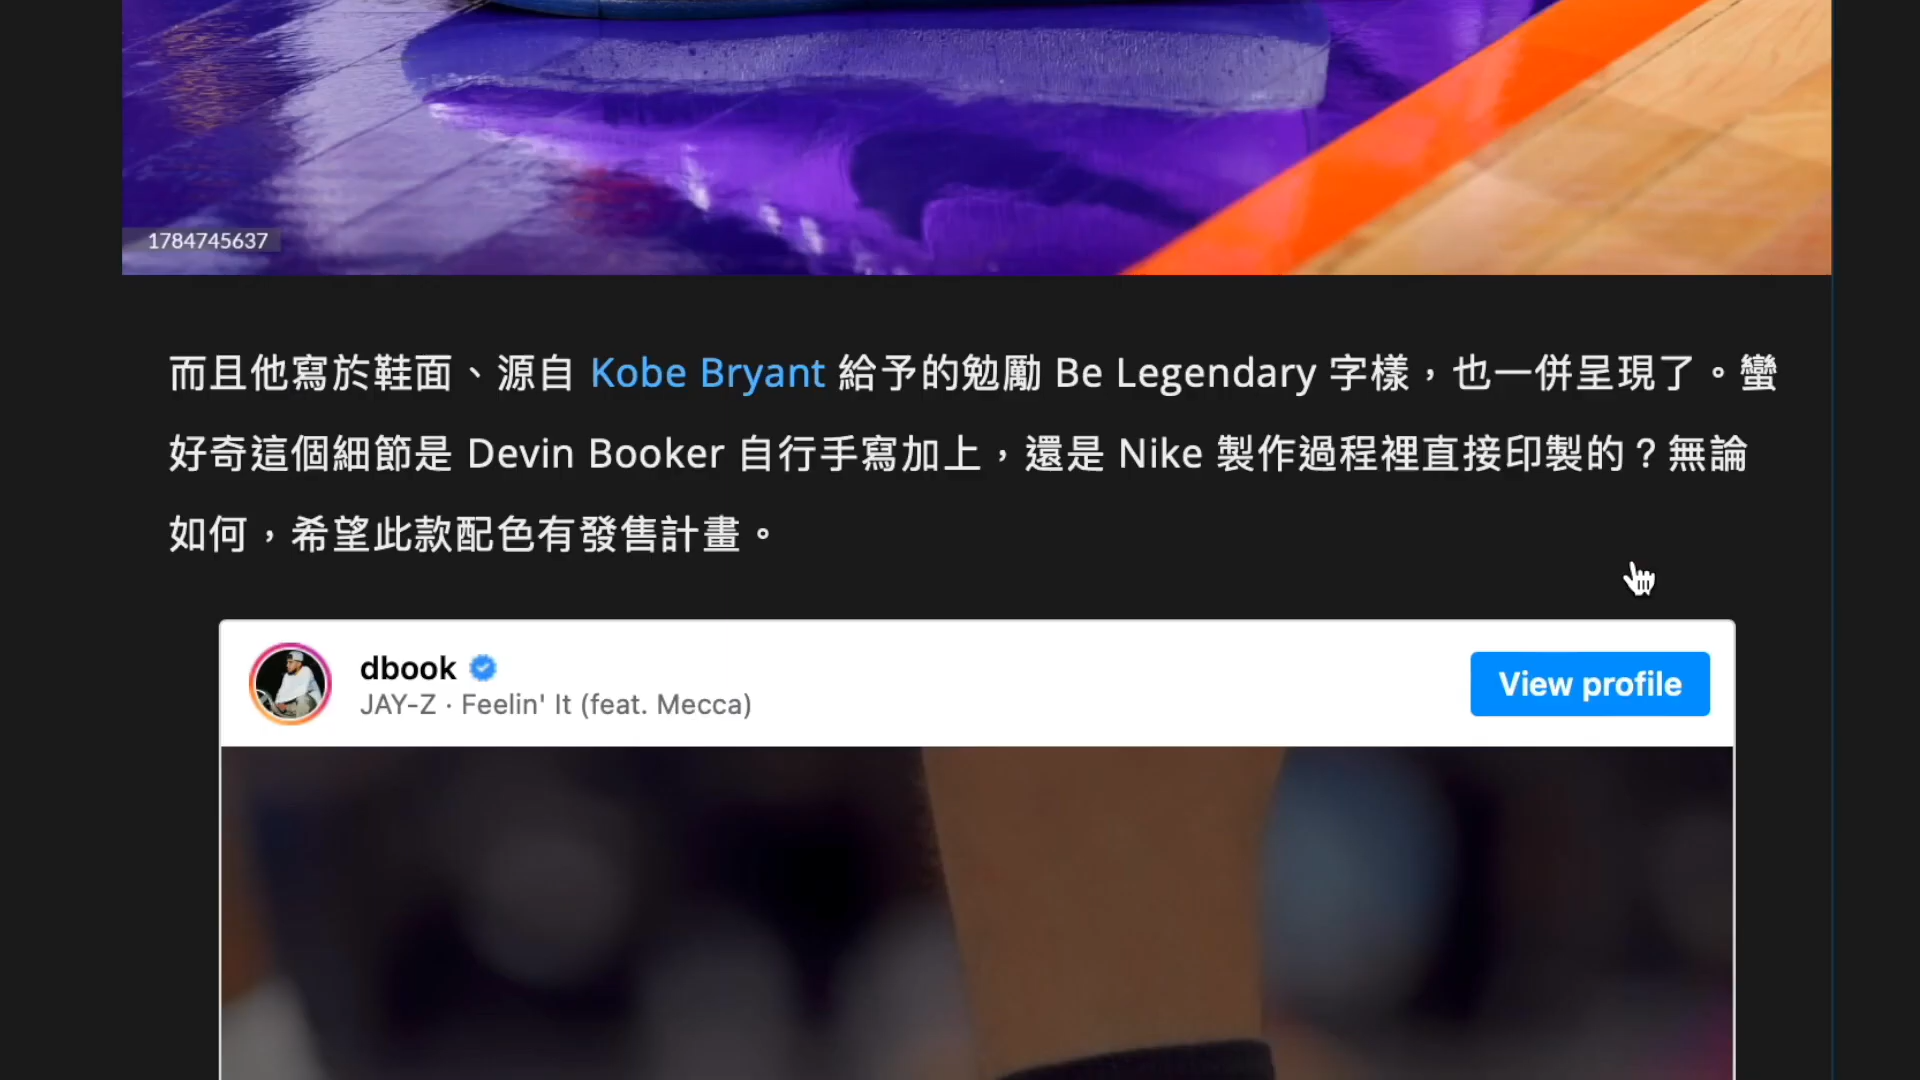 1784745637
而且他寫於鞋面、源自 Kobe Bryant 給予的勉勵 Be Legendary 字樣，也一併呈現了。蠻
好奇這個細節是 Devin Booker 自行手寫加上，還是 Nike 製作過程裡直接印製的？無論
如何，希望此款配色有發售計畫。
dbook
JAY-Z · Feelin' It (feat. Mecca)
View profile